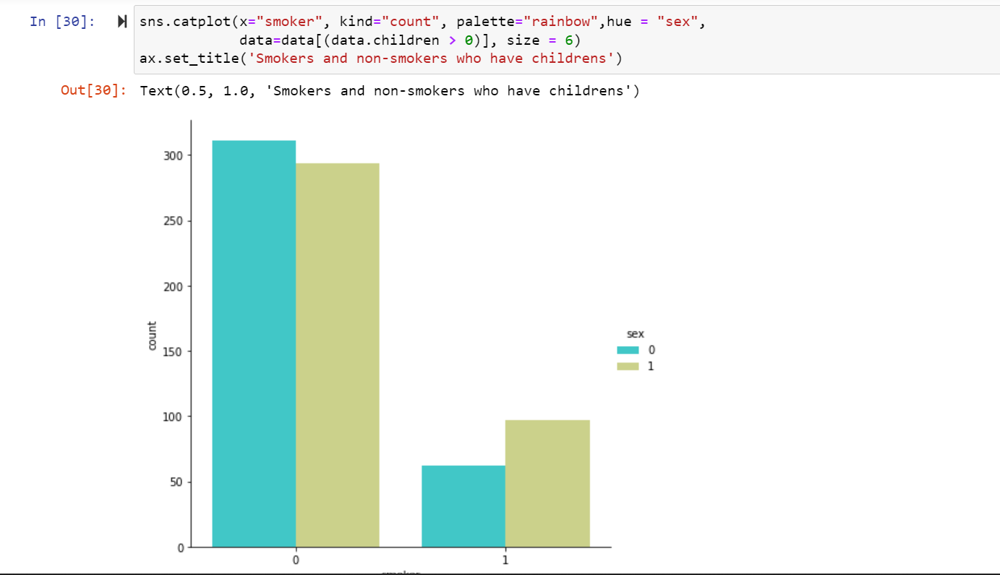 In [30]:
sns.catplot(x="smoker", kind="count", palette="rainbow",hue = "sex",
data=data[(data.children > 0)], size = 6)
ax.set_title('Smokers and non-smokers who have childrens')
Out[30]: Text(0.5, 1.0, 'Smokers and non-smokers who have childrens')
300
250
200
150
100
50
0
count
0 1
sex
0
1